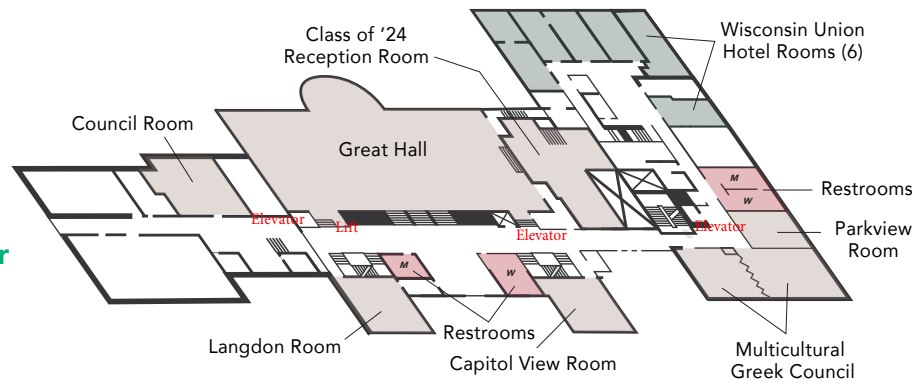 Wisconsin Union
Hotel Rooms (6)
Class of ‘24
Reception Room
Council Room
Great Hall
M
W
Restrooms
Elevator
Lift
Elevator
Elevator
Parkview
Room
M
W
Restrooms
Langdon Room
Capitol View Room
Multicultural
Greek Council
r